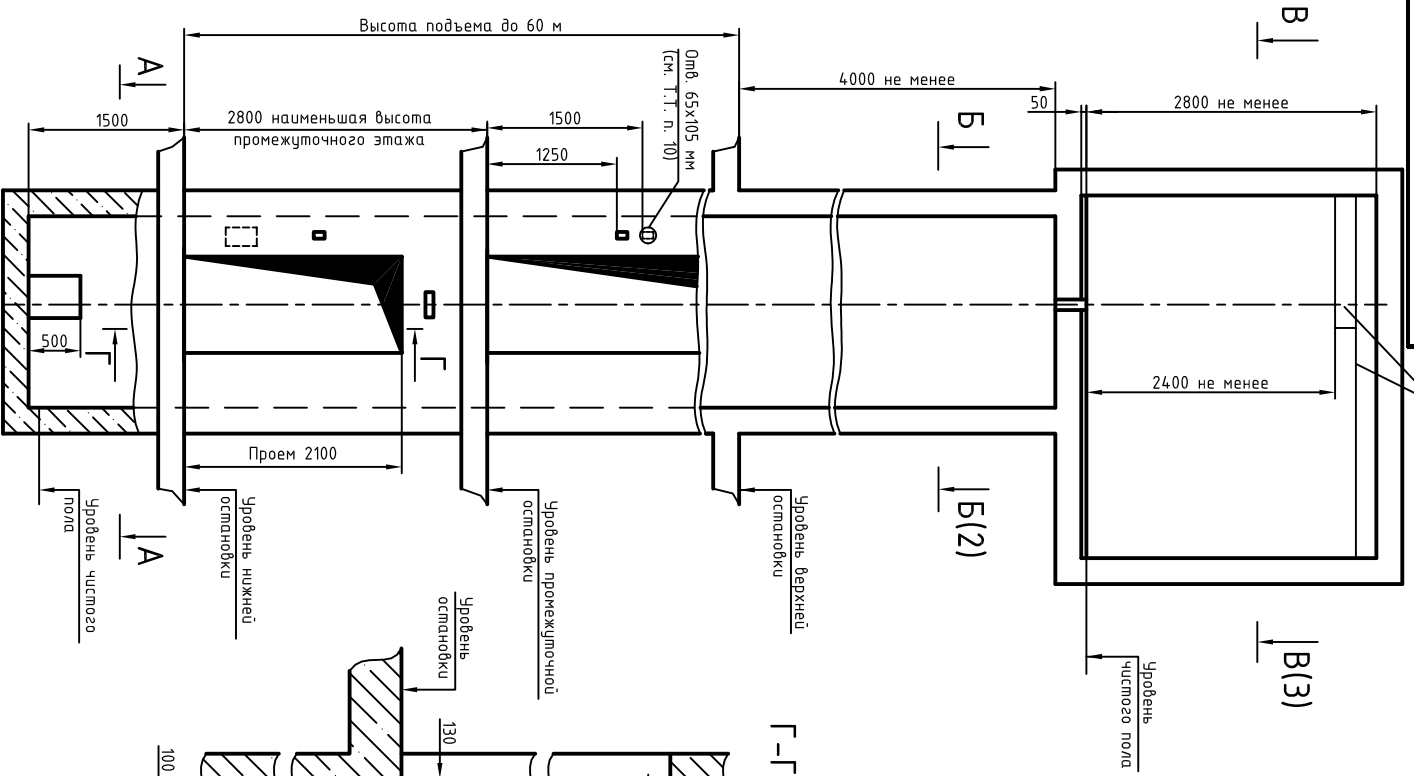 Высота подъема до 60 м
В
4000 не менее
50
2800 не менее
А
1500
2800 наименьшая высота
промежуточного этажа
1500
1250
Отв. 65х105 мм
(см. Т.Т. п. 10)
Б
500
Г
Г
2400 не менее
Проем 2100
А
Уровень чистого
пола
Уровень нижней
остановки
Уровень промежуточной
остановки
Уровень верхней
остановки
Б(2)
В(3)
Уровень
чистого пола
Уровень
остановки
130
100
Г-Г